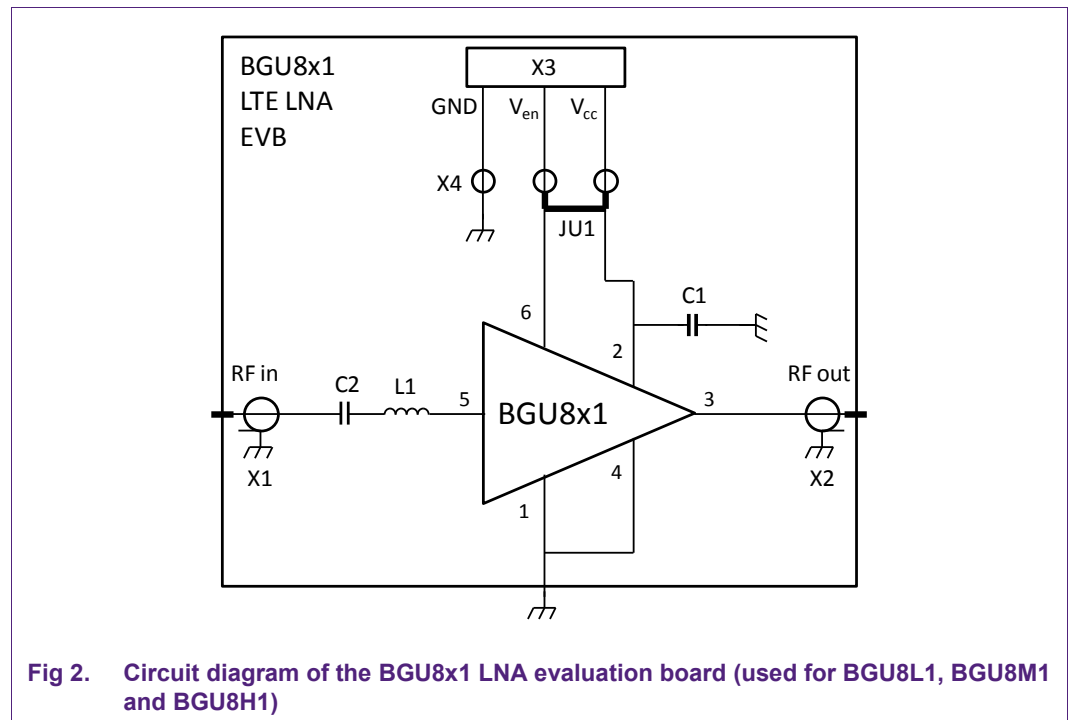 BGU8x1
LTE LNA
EVB
X3
GND
V_en
V_cc
X4
JU1
C1
6
2
RF in
C2
L1
5
BGU8x1
3
RF out
X1
4
X2
1
Fig 2. Circuit diagram of the BGU8x1 LNA evaluation board (used for BGU8L1, BGU8M1
and BGU8H1)